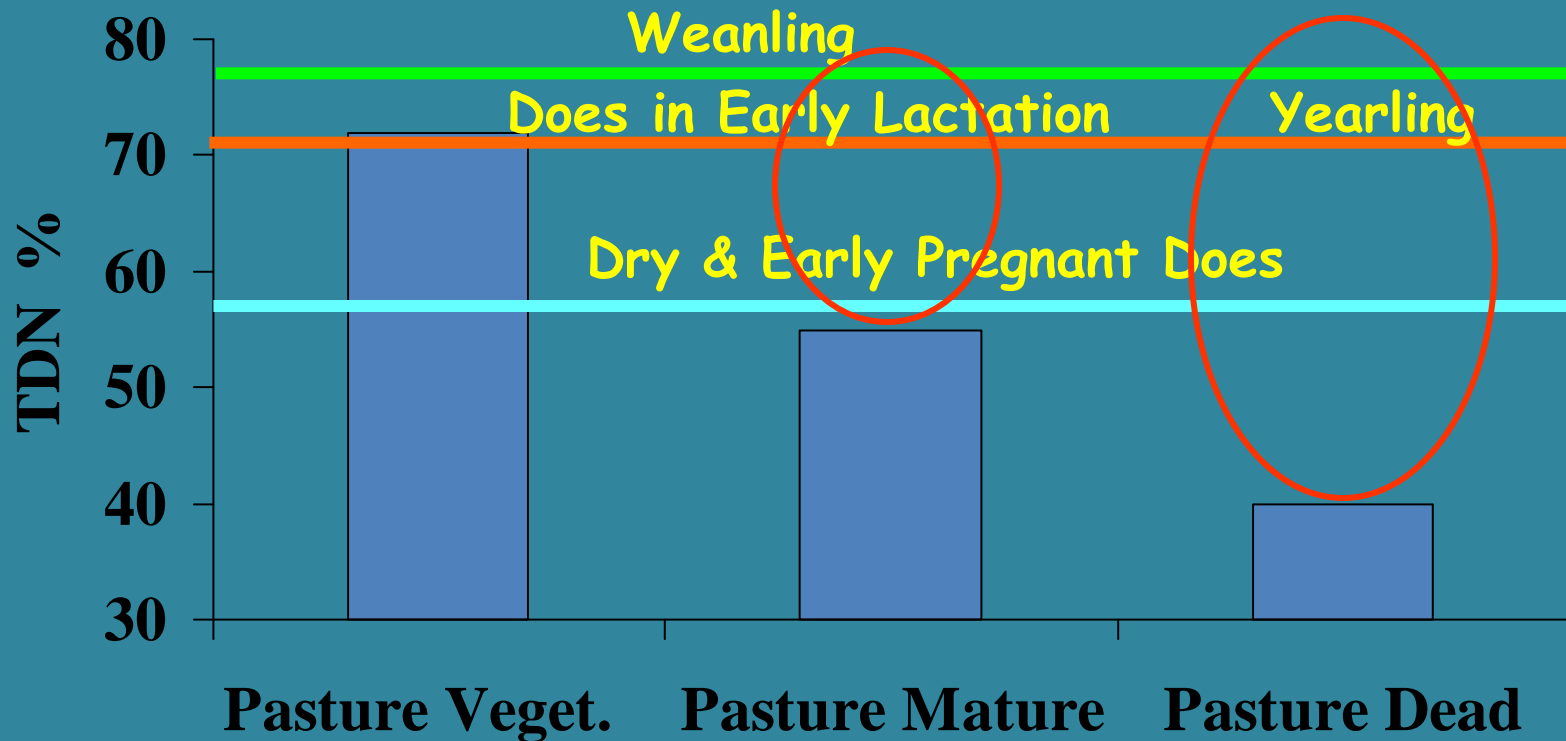 80
Weanling
Does in Early Lactation Yearling
70
Dry & Early Pregnant Does
60
50
40
30
TDN %
Pasture Veget. Pasture Mature Pasture Dead